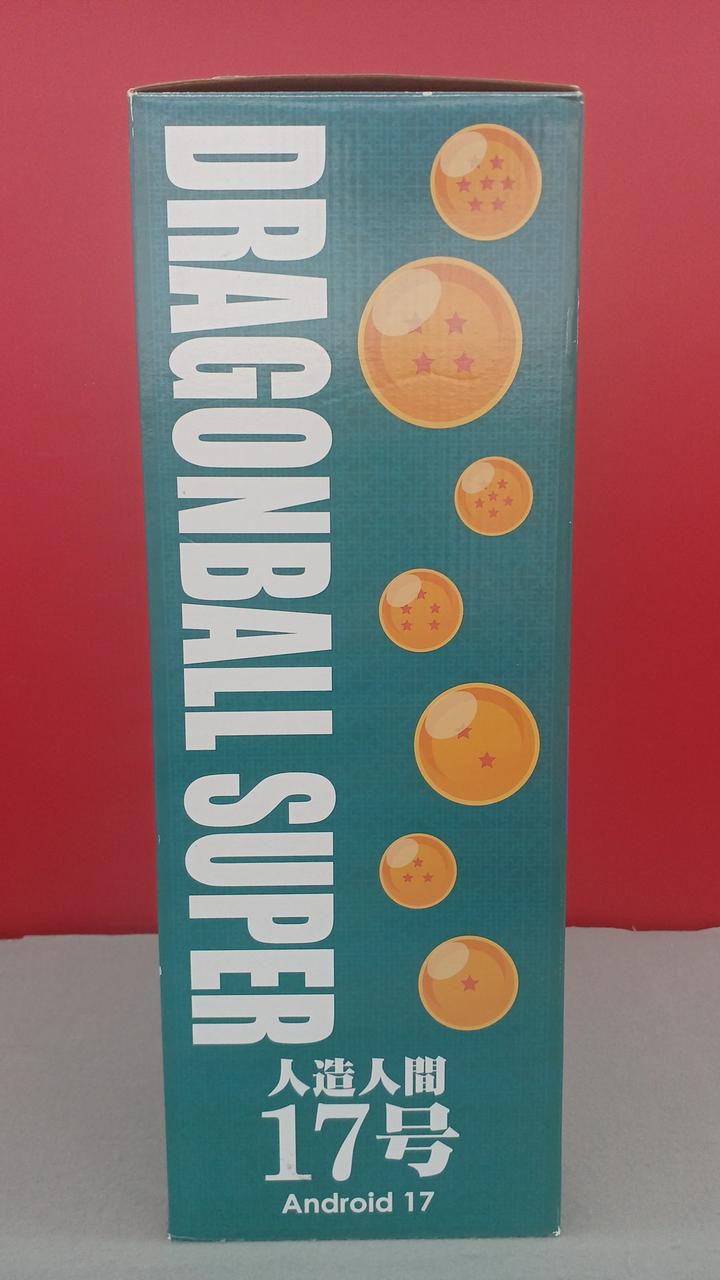 DRAGONBALL SUPER
人造人間
17号
Android 17